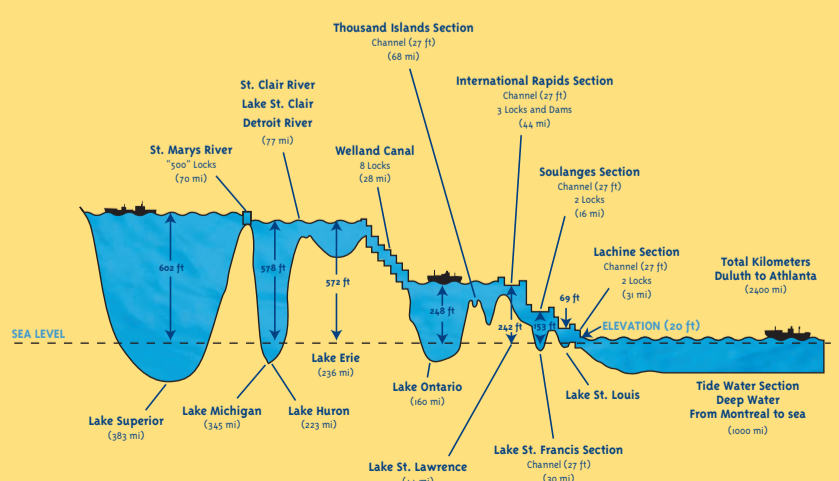 Thousand Islands Section
Channel (27 ft)
(68 mi)
International Rapids Section
Channel (27 ft)
3 Locks and Dams
(44 mi)
St. Clair River
Lake St. Clair
Detroit River
(77 mi)
St. Marys River
"500" Locks
(70 mi)
Welland Canal
8 Locks
(28 mi)
Soulanges Section
Channel (27 ft)
2 Locks
(16 mi)
Lachine Section
Channel (27 ft)
2 Locks
(31 mi)
Total Kilometers
Duluth to Athlanta
(2400 mi)
602 ft
578 ft
572 ft
248 ft
242 ft
153 ft
69 ft
ELEVATION (20 ft)
SEA LEVEL
Lake Erie
(236 mi)
Lake Superior
(383 mi)
Lake Michigan
(345 mi)
Lake Huron
(223 mi)
Lake Ontario
(160 mi)
Lake St. Louis
Tide Water Section
Deep Water
From Montreal to sea
(1000 mi)
Lake St. Lawrence
Lake St. Francis Section
Channel (27 ft)
(30 mi)